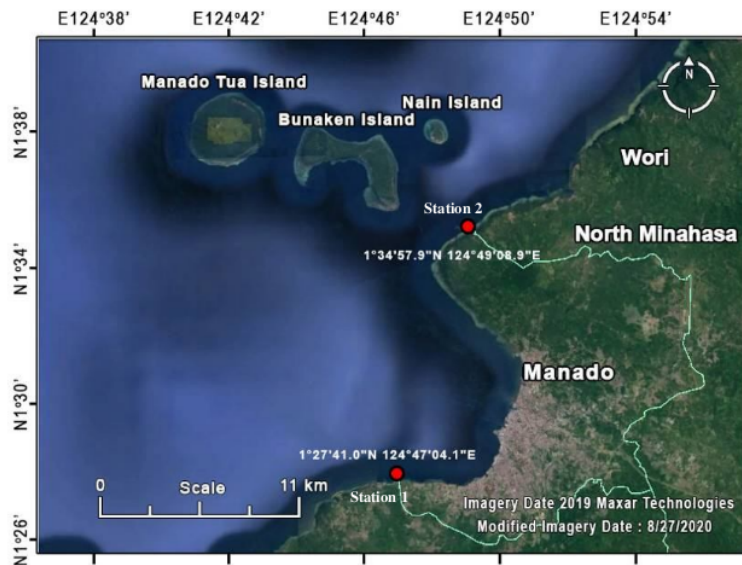 E124°38' E124°42' E124°46' E124°50' E124°54'
N
Manado Tua Island
Nain Island
Bunaken Island
N1°38'
Wori
Station 2
North Minahasa
1°34'57.9"N 124°49'08.9"E
N1°34'
Manado
N1°30'
1°27'41.0"N 124°47'04.1"E
0 Scale 11 km
Station 1
Imagery Date 2019 Maxar Technologies
Modified Imagery Date : 8/27/2020
N1°26'